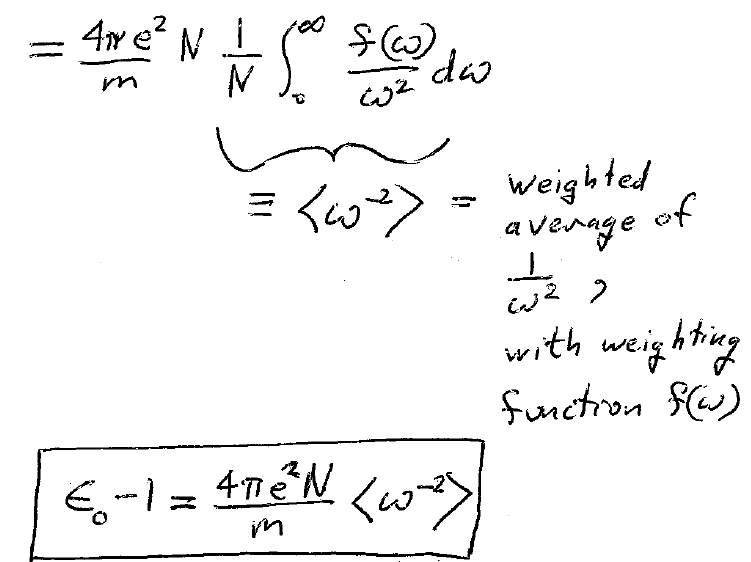 = 4πe²/m N 1/N ∫₀^∞ f(ω)/ω² dω
≡ ⟨ω⁻²⟩ = weighted
average of
1/ω² ,
with weighting
function f(ω)
ϵ₀-1 = 4πe²N/m ⟨ω⁻²⟩